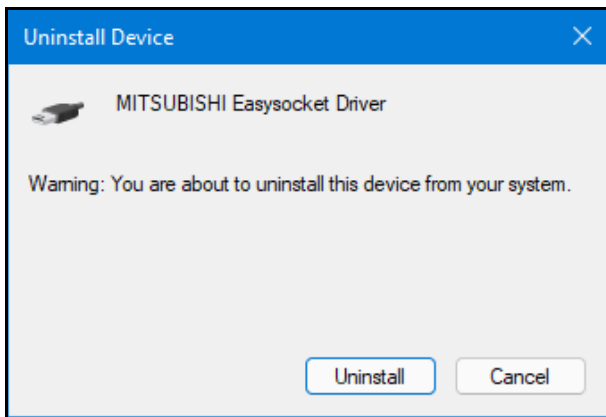 Uninstall Device
MITSUBISHI Easysocket Driver
Warning: You are about to uninstall this device from your system.
Uninstall
Cancel